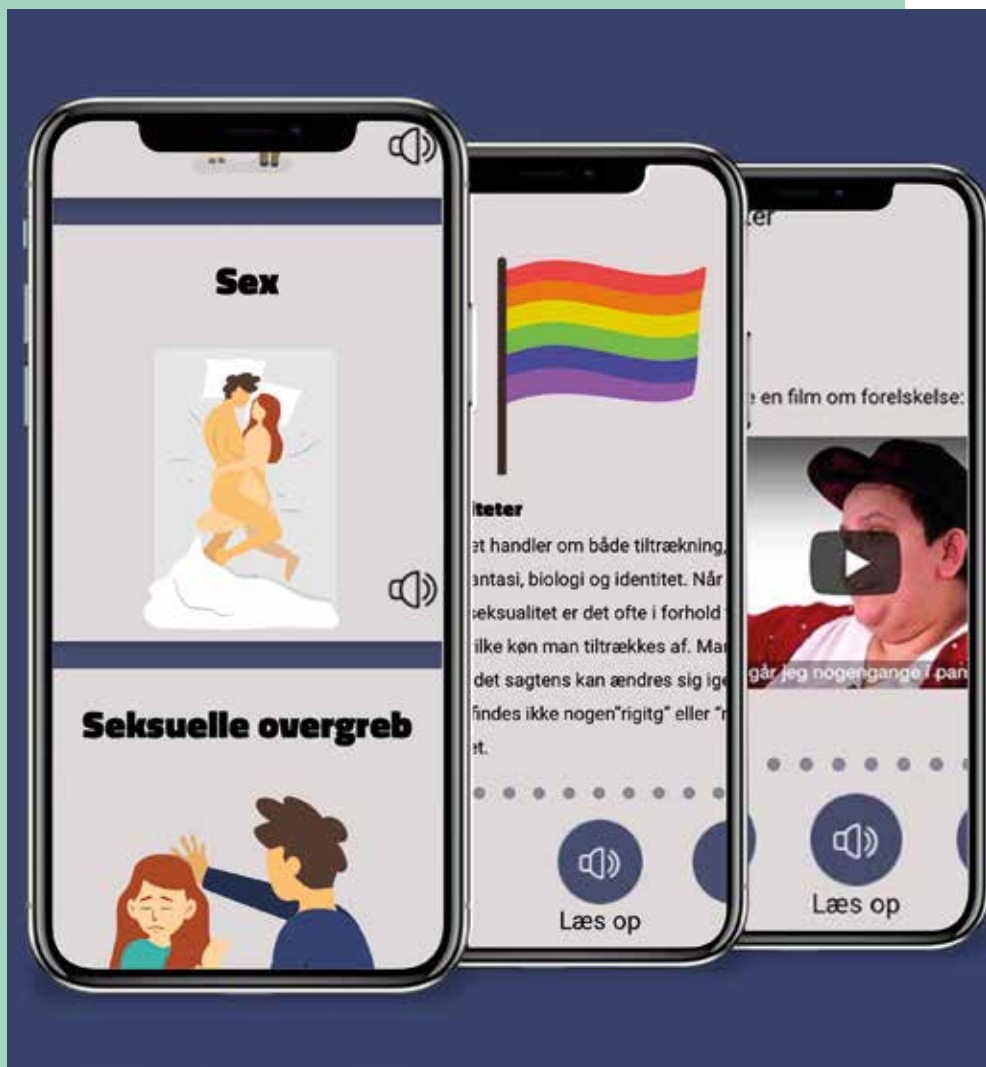 Sex
Seksuelle overgreb
iteter
et handler om både tiltrækning,
antasi, biologi og identitet. Når
seksualitet er det ofte i forhold
ilke køn man tiltrækkes af. Man
det sagtens kan ændres sig ige
findes ikke nogen"rigitg" eller
et.
Læs op
ter
e en film om forelskelse:
går jeg nogengange i pan
Læs op